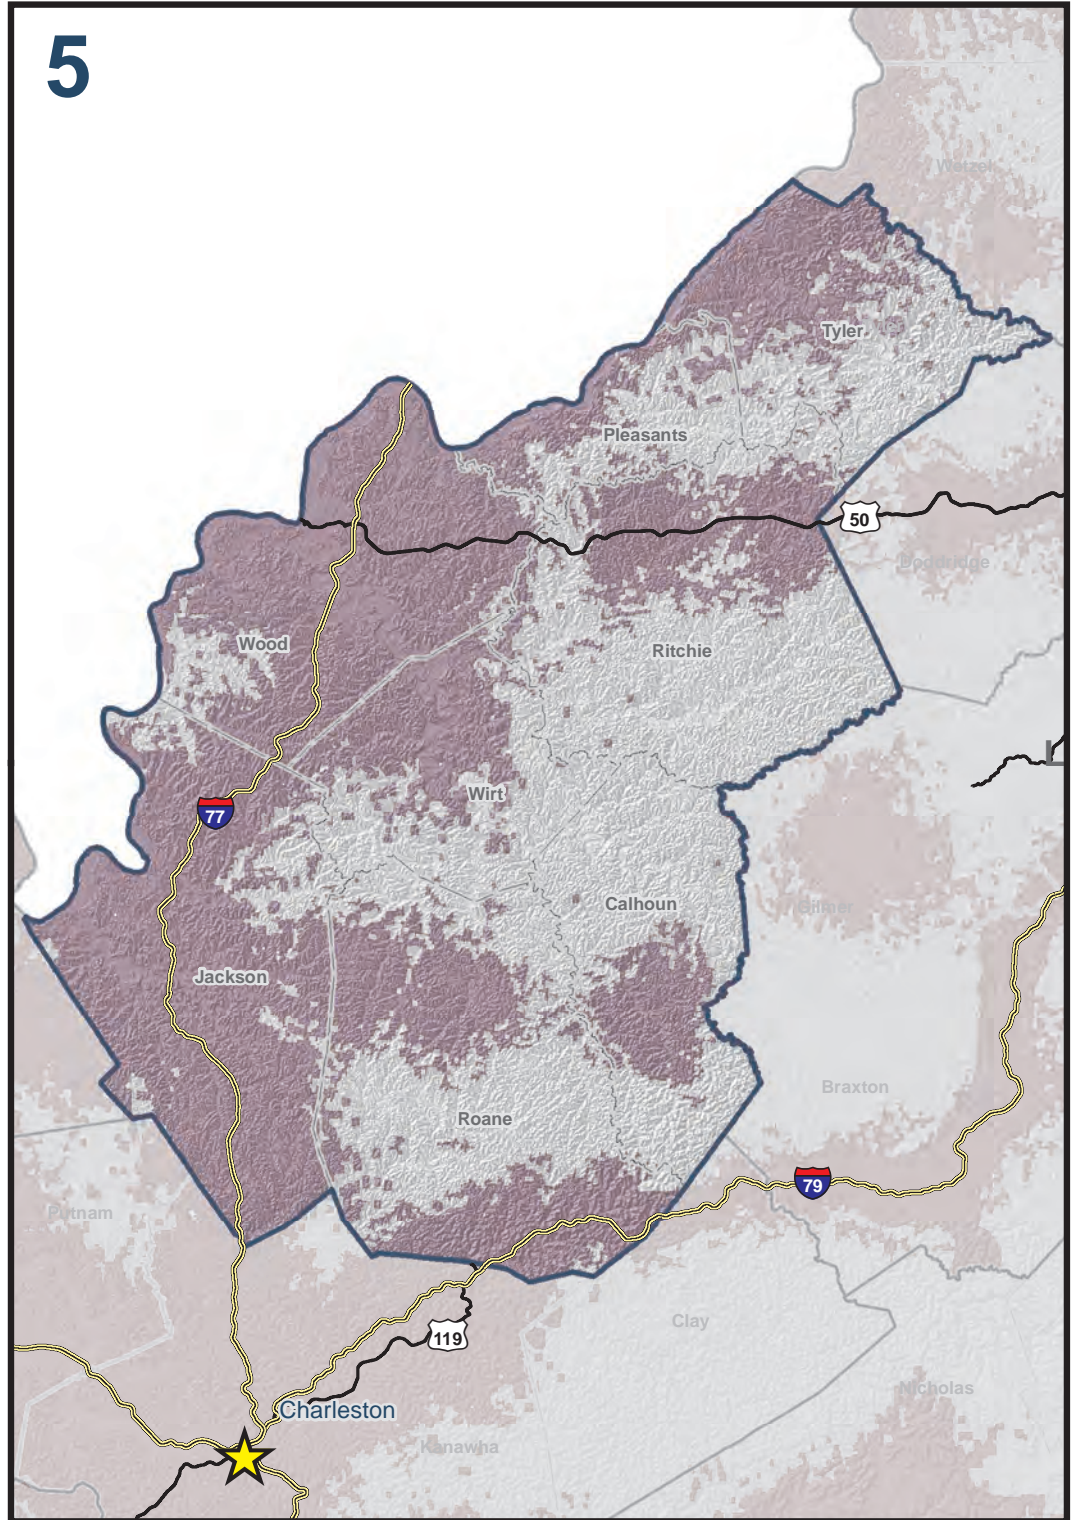 5
Wetzel
Tyler
Pleasants
50
Doddridge
Wood
Ritchie
L
Wirt
77
Calhoun
Gilmer
Jackson
Braxton
Roane
79
Putnam
Clay
119
Nicholas
Charleston
Kanawha